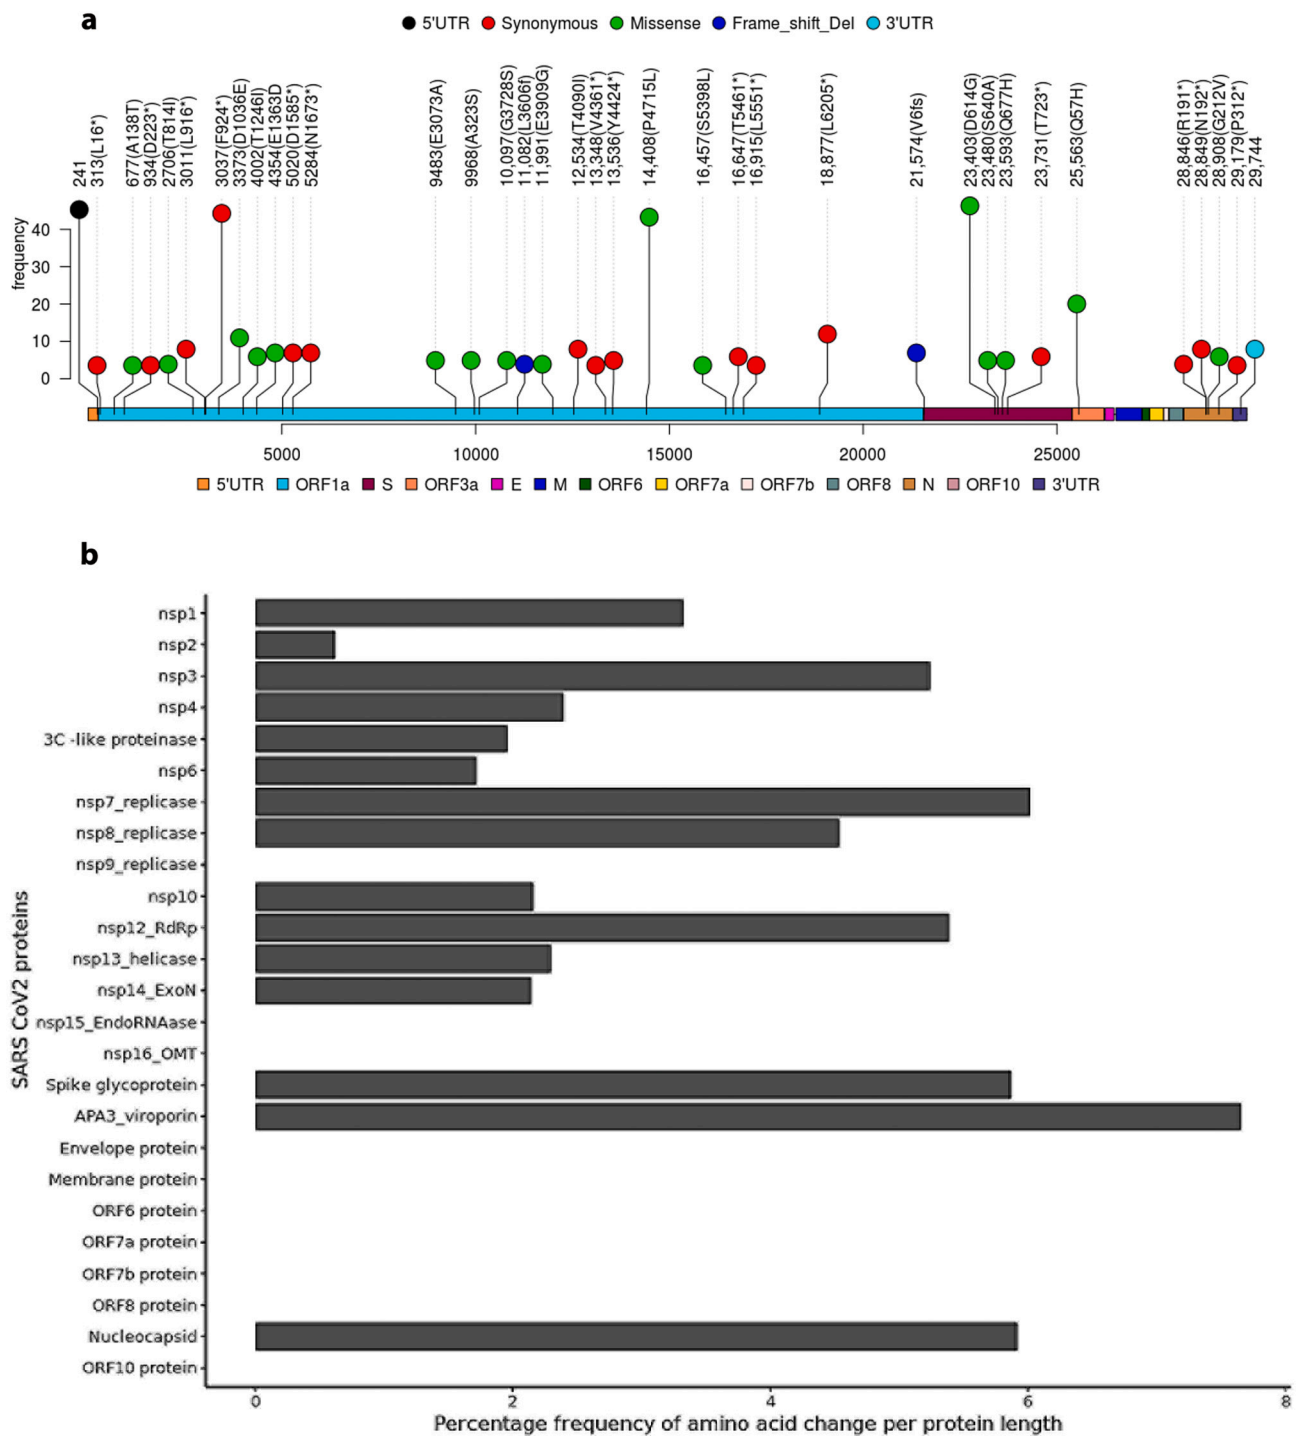 a
5'UTR Synonymous Missense Frame_shift_Del 3'UTR
241
313(L16*)
677(A138T)
934(D223*)
2706(T814I)
3011(L916*)
3037(F924*)
3373(D1036E)
4002(T1246I)
4354(E1363D
5020(D1585*)
5284(N1673*)
9483(E3073A)
9968(A323S)
10,097(G3728S)
11,082(L3606f)
11,991(E3909G)
12,534(T4090I)
13,348(V4361*)
13,536(Y4424*)
14,408(P4715L)
16,457(S5398L)
16,647(T5461*)
16,915(L5551*)
18,877(L6205*)
21,574(V6fs)
23,403(D614G)
23,480(S640A)
23,593(Q677H)
23,731(T723*)
25,563(Q57H)
28,846(R191*)
28,849(N192*)
28,908(G212V)
29,179(P312*)
29,744
frequency
40
30
20
10
0
5000 10000 15000 20000 25000
5'UTR ORF1a S ORF3a E M ORF6 ORF7a ORF7b ORF8 N ORF10 3'UTR
b
SARS CoV2 proteins
nsp1
nsp2
nsp3
nsp4
3C -like proteinase
nsp6
nsp7_replicase
nsp8_replicase
nsp9_replicase
nsp10
nsp12_RdRp
nsp13_helicase
nsp14_ExoN
nsp15_EndoRNAase
nsp16_OMT
Spike glycoprotein
APA3_viroporin
Envelope protein
Membrane protein
ORF6 protein
ORF7a protein
ORF7b protein
ORF8 protein
Nucleocapsid
ORF10 protein
0 2 4 6 8
Percentage frequency of amino acid change per protein length